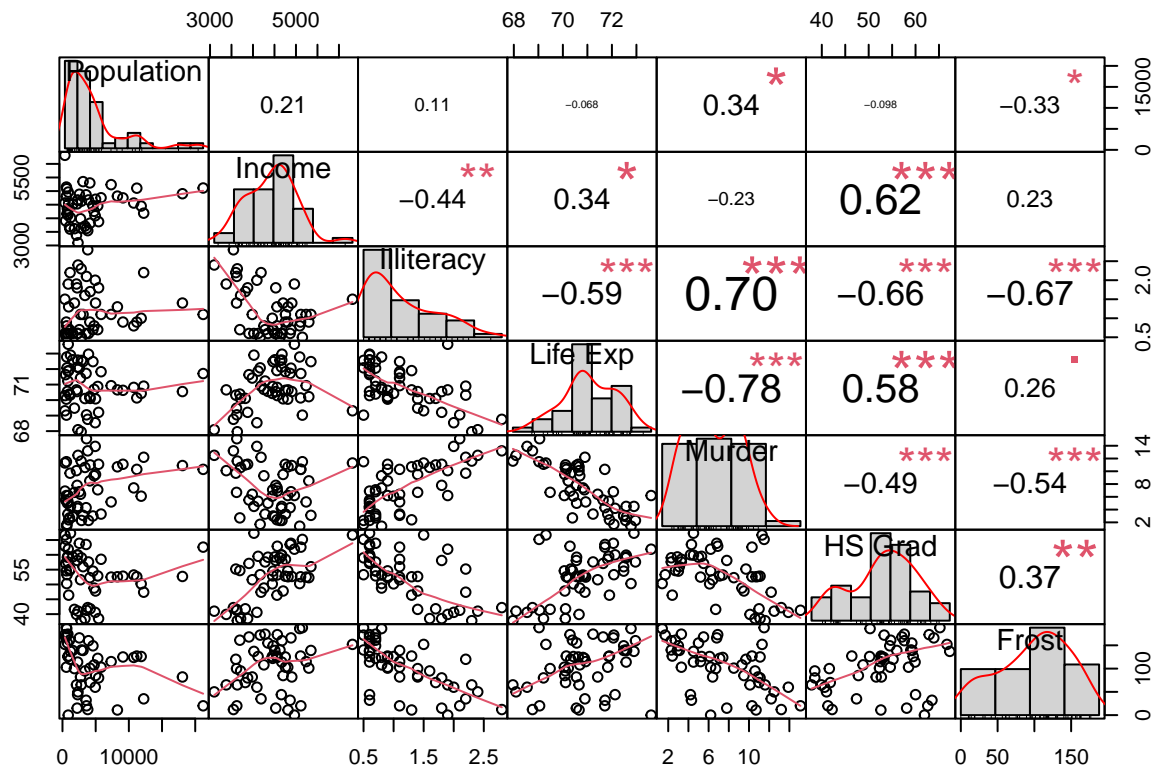 3000 5000 68 70 72 40 50 60
Population * *
0.21 0.11 −0.068 0.34 −0.098 −0.33 0 15000
Income ** * ***
3000 5500 −0.44 0.34 −0.23 0.62 0.23
Illiteracy *** *** *** ***
−0.59 0.70 −0.66 −0.67 0.5 2.0
Life Exp *** *** .
68 71 −0.78 0.58 0.26
Murder *** ***
−0.49 −0.54 2 8 14
HS Grad **
40 55 0.37
Frost
0 100
0 10000 0.5 1.5 2.5 2 6 10 0 50 150